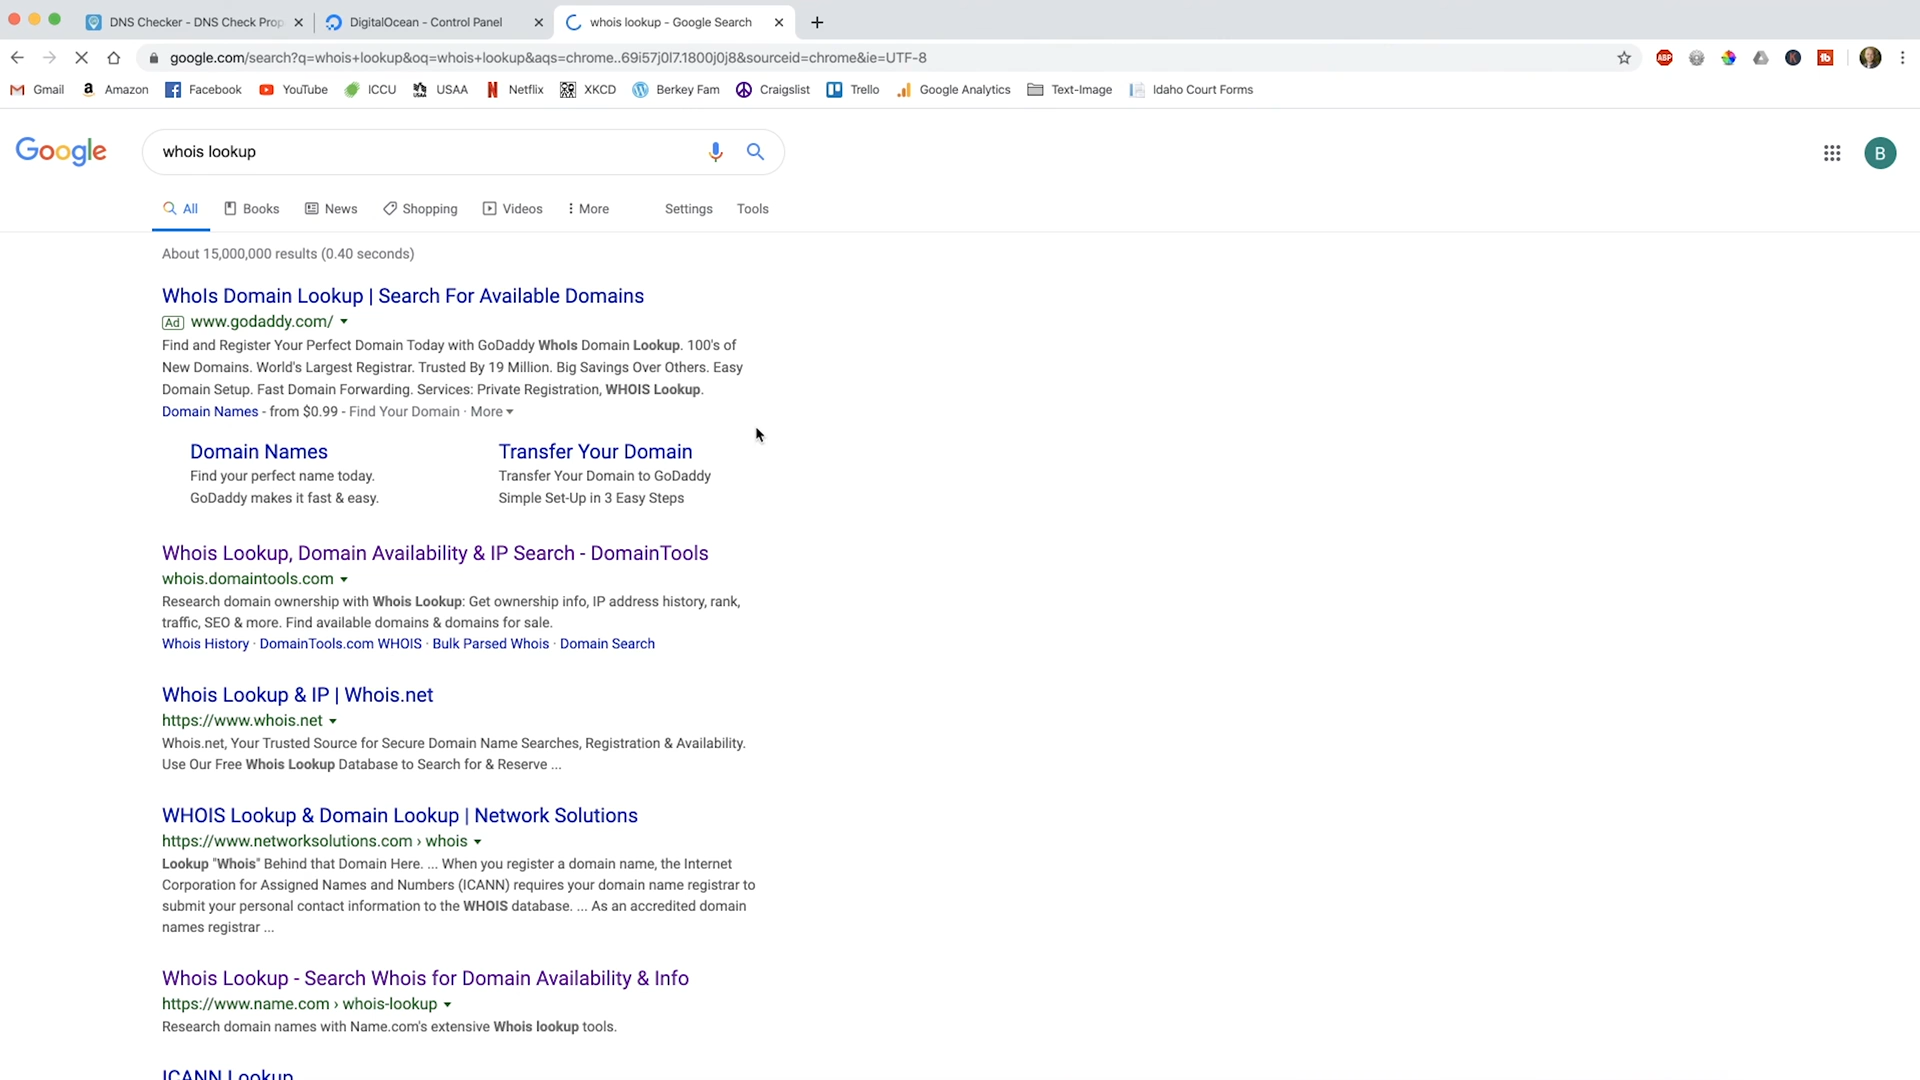 DNS Checker - DNS Check Prop
DigitalOcean - Control Panel
whois lookup - Google Search
google.com/search?q=whois+lookup&oq=whois+lookup&aqs=chrome..69i57j0l7.1800j0j8&sourceid=chrome&ie=UTF-8
ABP
Gmail
Amazon
Facebook
YouTube
ICCU
USAA
Netflix
XKCD
Berkey Fam
Craigslist
Trello
Google Analytics
Text-Image
Idaho Court Forms
Google
whois lookup
B
All
Books
News
Shopping
Videos
More
Settings
Tools
About 15,000,000 results (0.40 seconds)
WhoIs Domain Lookup | Search For Available Domains
Ad www.godaddy.com/
Find and Register Your Perfect Domain Today with GoDaddy WhoIs Domain Lookup. 100's of
New Domains. World's Largest Registrar. Trusted By 19 Million. Big Savings Over Others. Easy
Domain Setup. Fast Domain Forwarding. Services: Private Registration, WHOIS Lookup.
Domain Names - from $0.99 - Find Your Domain · More
Domain Names
Find your perfect name today.
GoDaddy makes it fast & easy.
Transfer Your Domain
Transfer Your Domain to GoDaddy
Simple Set-Up in 3 Easy Steps
Whois Lookup, Domain Availability & IP Search - DomainTools
whois.domaintools.com
Research domain ownership with Whois Lookup: Get ownership info, IP address history, rank,
traffic, SEO & more. Find available domains & domains for sale.
Whois History · DomainTools.com WHOIS · Bulk Parsed Whois · Domain Search
Whois Lookup & IP | Whois.net
https://www.whois.net
Whois.net, Your Trusted Source for Secure Domain Name Searches, Registration & Availability.
Use Our Free Whois Lookup Database to Search for & Reserve ...
WHOIS Lookup & Domain Lookup | Network Solutions
https://www.networksolutions.com › whois
Lookup "Whois" Behind that Domain Here. ... When you register a domain name, the Internet
Corporation for Assigned Names and Numbers (ICANN) requires your domain name registrar to
submit your personal contact information to the WHOIS database. ... As an accredited domain
names registrar ...
Whois Lookup - Search Whois for Domain Availability & Info
https://www.name.com › whois-lookup
Research domain names with Name.com's extensive Whois lookup tools.
ICANN Lookup